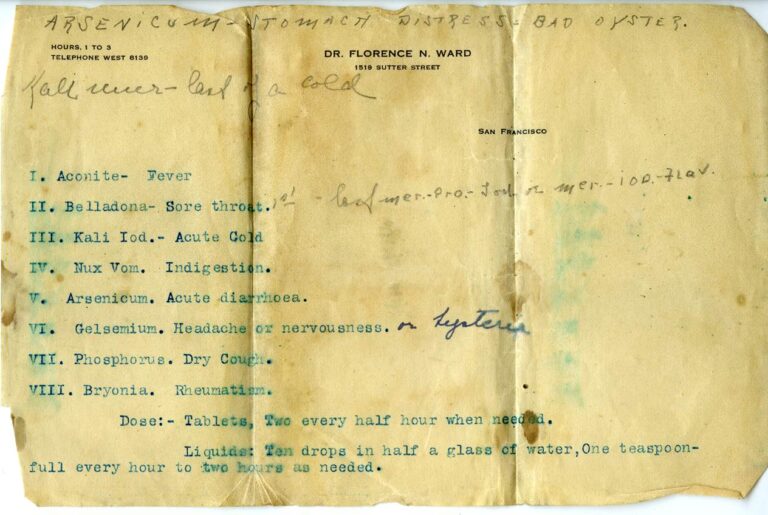 ARSENICUM - STOMACH DISTRESS - BAD OYSTER.
HOURS, 1 TO 3
TELEPHONE WEST 6139
DR. FLORENCE N. WARD
1519 SUTTER STREET
Kali muer - last of a cold
SAN FRANCISCO
I. Aconite- Fever
II. Belladona- Sore throat. 1st - last mer.-Pro.-Iod. or mer.-iod.-flav.
III. Kali Iod.- Acute Cold
IV. Nux Vom. Indigestion.
V. Arsenicum. Acute diarrhoea.
VI. Gelsemium. Headache or nervousness. or hysteria
VII. Phosphorus. Dry Cough.
VIII. Bryonia. Rheumatism.
Dose:- Tablets, Two every half hour when needed.
Liquids: Ten drops in half a glass of water,One teaspoon-
full every hour to two hours as needed.